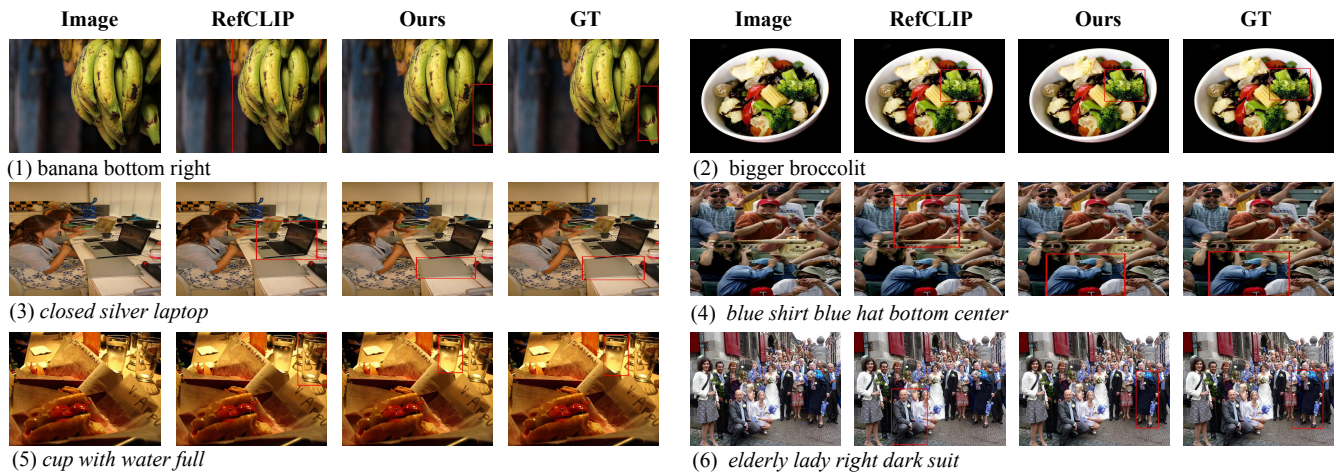 Image RefCLIP Ours GT Image RefCLIP Ours GT
(1) banana bottom right
(2) bigger broccolit
(3) closed silver laptop
(4) blue shirt blue hat bottom center
(5) cup with water full
(6) elderly lady right dark suit